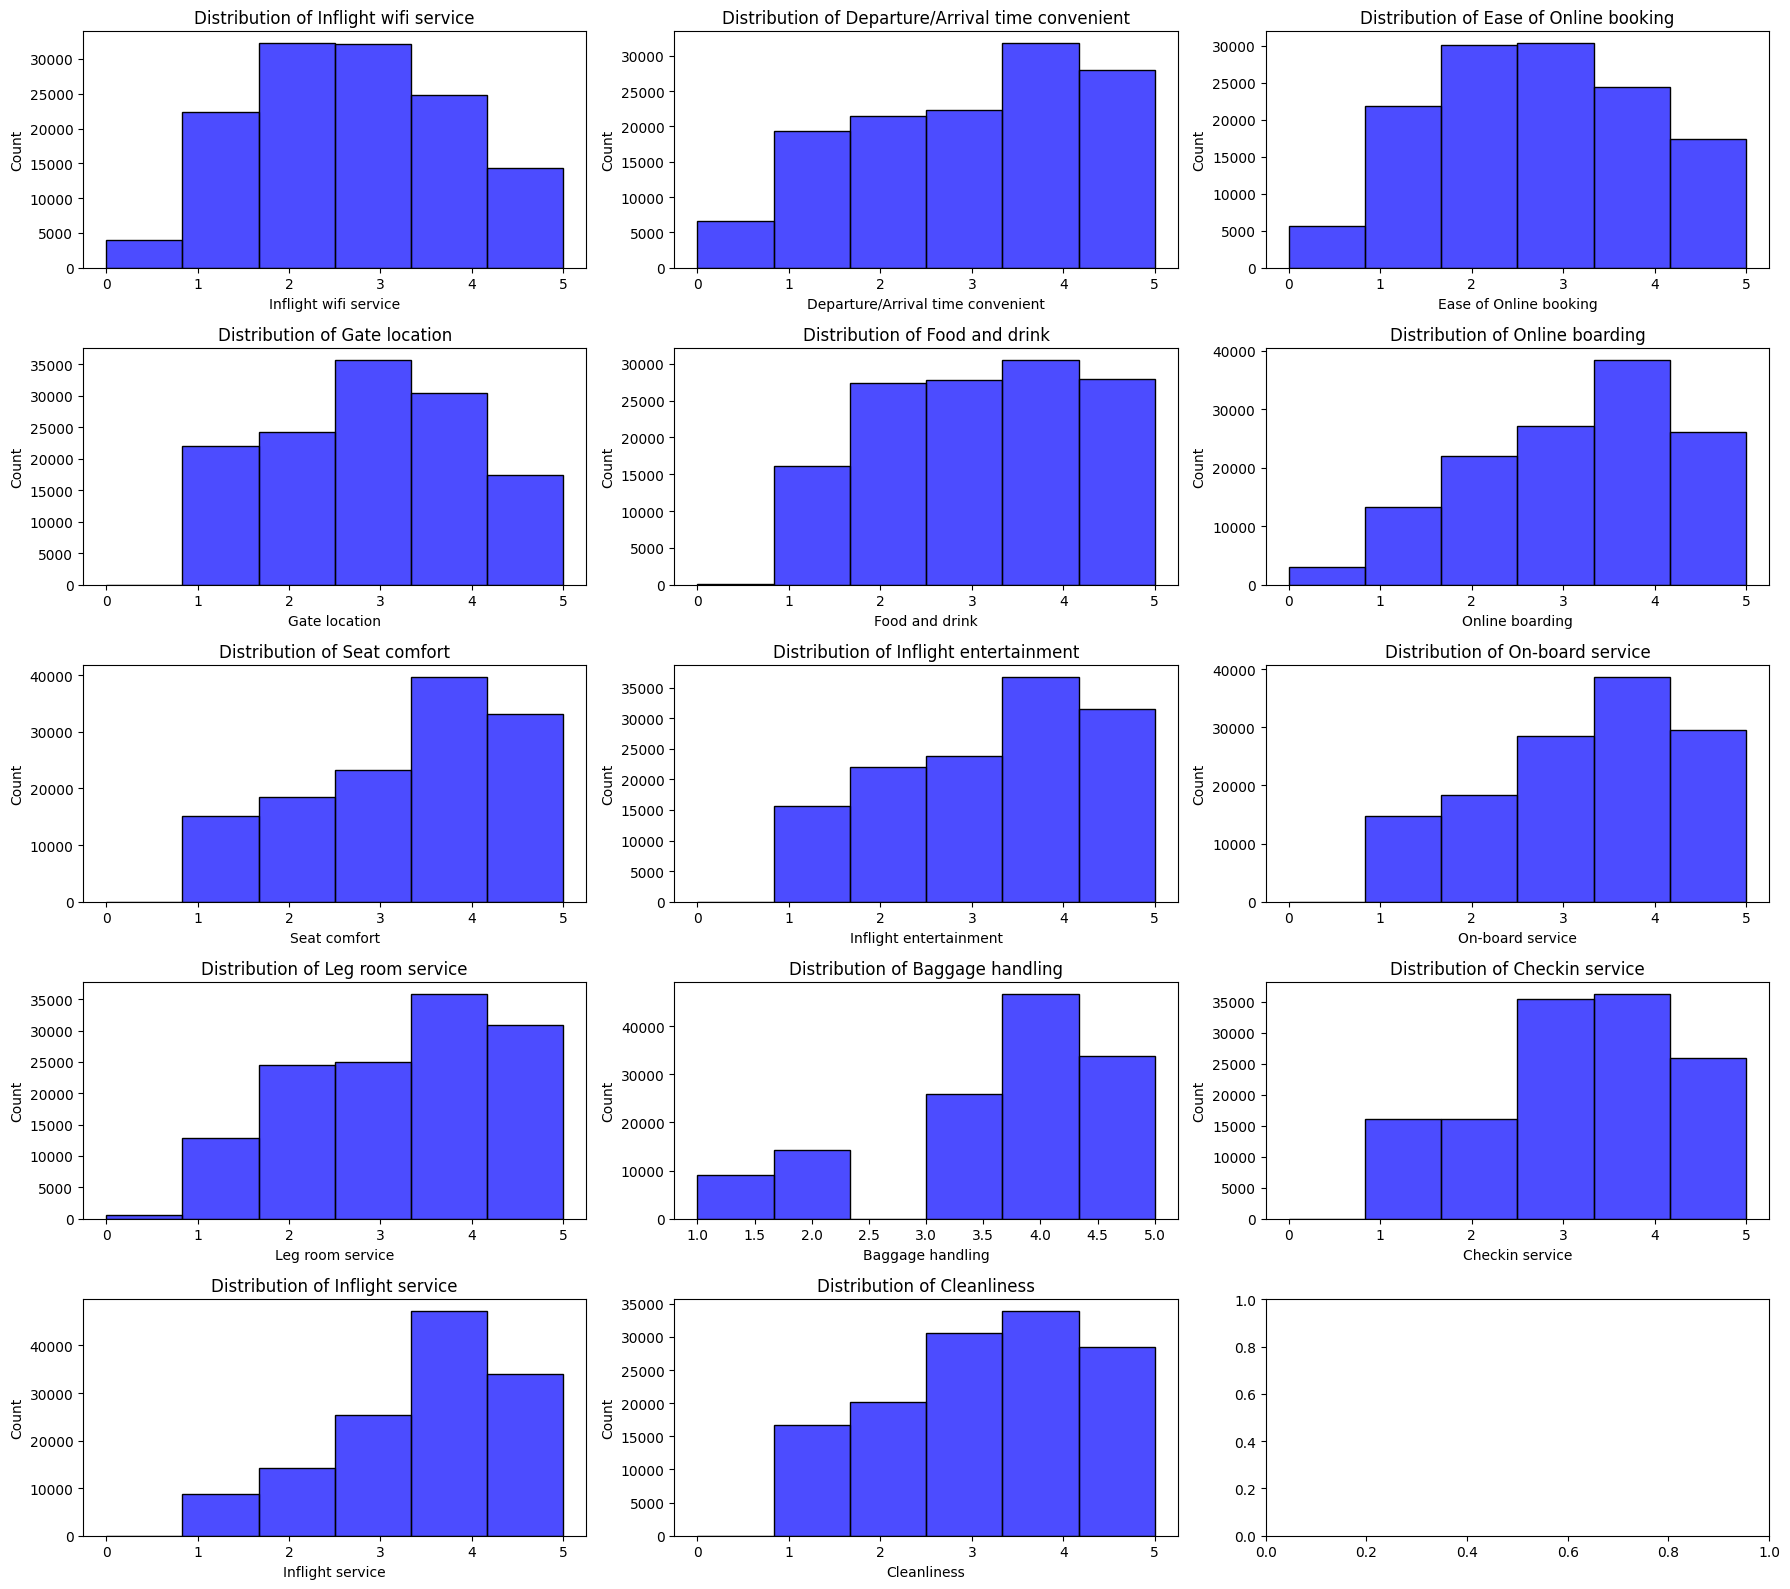 Distribution of Inflight wifi service
Count
30000
25000
20000
15000
10000
5000
0
0 1 2 3 4 5
Inflight wifi service
Distribution of Departure/Arrival time convenient
Count
30000
25000
20000
15000
10000
5000
0
0 1 2 3 4 5
Departure/Arrival time convenient
Distribution of Ease of Online booking
Count
30000
25000
20000
15000
10000
5000
0
0 1 2 3 4 5
Ease of Online booking
Distribution of Gate location
Count
35000
30000
25000
20000
15000
10000
5000
0
0 1 2 3 4 5
Gate location
Distribution of Food and drink
Count
30000
25000
20000
15000
10000
5000
0
0 1 2 3 4 5
Food and drink
Distribution of Online boarding
Count
40000
30000
20000
10000
0
0 1 2 3 4 5
Online boarding
Distribution of Seat comfort
Count
40000
30000
20000
10000
0
0 1 2 3 4 5
Seat comfort
Distribution of Inflight entertainment
Count
35000
30000
25000
20000
15000
10000
5000
0
0 1 2 3 4 5
Inflight entertainment
Distribution of On-board service
Count
40000
30000
20000
10000
0
0 1 2 3 4 5
On-board service
Distribution of Leg room service
Count
35000
30000
25000
20000
15000
10000
5000
0
0 1 2 3 4 5
Leg room service
Distribution of Baggage handling
Count
40000
30000
20000
10000
0
1.0 1.5 2.0 2.5 3.0 3.5 4.0 4.5 5.0
Baggage handling
Distribution of Checkin service
Count
35000
30000
25000
20000
15000
10000
5000
0
0 1 2 3 4 5
Checkin service
Distribution of Inflight service
Count
40000
30000
20000
10000
0
0 1 2 3 4 5
Inflight service
Distribution of Cleanliness
Count
35000
30000
25000
20000
15000
10000
5000
0
0 1 2 3 4 5
Cleanliness
1.0
0.8
0.6
0.4
0.2
0.0
0.0 0.2 0.4 0.6 0.8 1.0